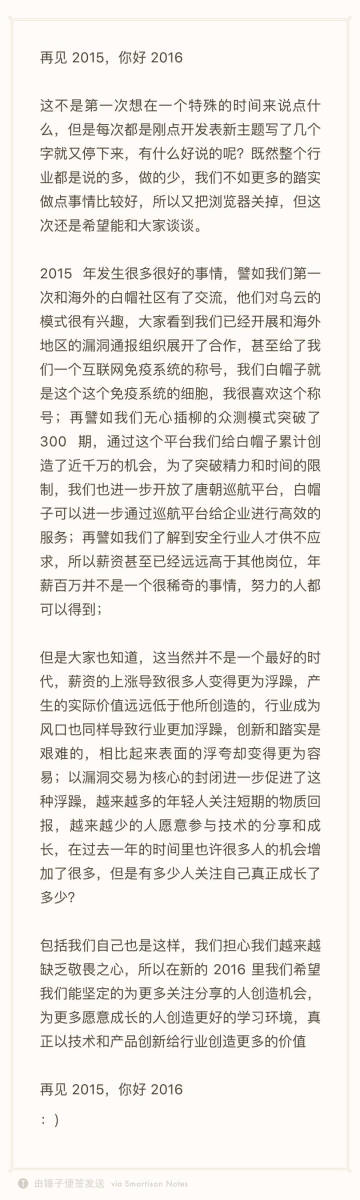 再见 2015，你好 2016
这不是第一次想在一个特殊的时间来说点什
么，但是每次都是刚点开发表新主题写了几个
字就又停下来，有什么好说的呢？既然整个行
业都是说的多，做的少，我们不如更多的踏实
做点事情比较好，所以又把浏览器关掉，但这
次还是希望能和大家谈谈。
2015 年发生很多很好的事情，譬如我们第一
次和海外的白帽社区有了交流，他们对乌云的
模式很有兴趣，大家看到我们已经开展和海外
地区的漏洞通报组织展开了合作，甚至给了我
们一个互联网免疫系统的称号，我们白帽子就
是这个这个免疫系统的细胞，我很喜欢这个称
号；再譬如我们无心插柳的众测模式突破了
300 期，通过这个平台我们给白帽子累计创
造了近千万的机会，为了突破精力和时间的限
制，我们也进一步开放了唐朝巡航平台，白帽
子可以进一步通过巡航平台给企业进行高效的
服务；再譬如我们了解到安全行业人才供不应
求，所以薪资甚至已经远远高于其他岗位，年
薪百万并不是一个很稀奇的事情，努力的人都
可以得到；
但是大家也知道，这当然并不是一个最好的时
代，薪资的上涨导致很多人变得更为浮躁，产
生的实际价值远远低于他所创造的，行业成为
风口也同样导致行业更加浮躁，创新和踏实是
艰难的，相比起来表面的浮夸却变得更为容
易；以漏洞交易为核心的封闭进一步促进了这
种浮躁，越来越多的年轻人关注短期的物质回
报，越来越少的人愿意参与技术的分享和成
长，在过去一年的时间里也许很多人的机会增
加了很多，但是有多少人关注自己真正成长了
多少？
包括我们自己也是这样，我们担心我们越来越
缺乏敬畏之心，所以在新的 2016 里我们希望
我们能坚定的为更多关注分享的人创造机会，
为更多愿意成长的人创造更好的学习环境，真
正以技术和产品创新给行业创造更多的价值
再见 2015，你好 2016
：)
由锤子便签发送 via Smartisan Notes